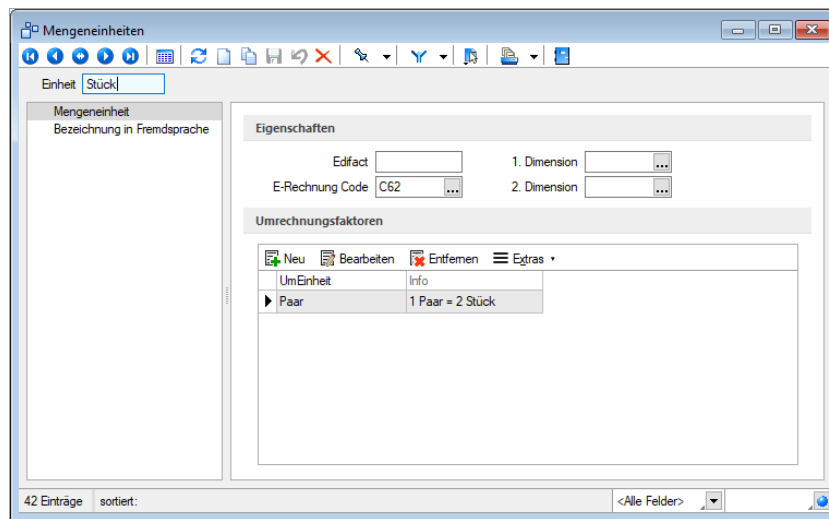 Mengeneinheiten
Einheit Stück
Mengeneinheit
Bezeichnung in Fremdsprache
Eigenschaften
Edifact 1. Dimension ...
E-Rechnung Code C62 ... 2. Dimension ...
Umrechnungsfaktoren
Neu Bearbeiten Entfernen Extras
UmEinheit Info
Paar 1 Paar = 2 Stück
42 Einträge sortiert: <Alle Felder>